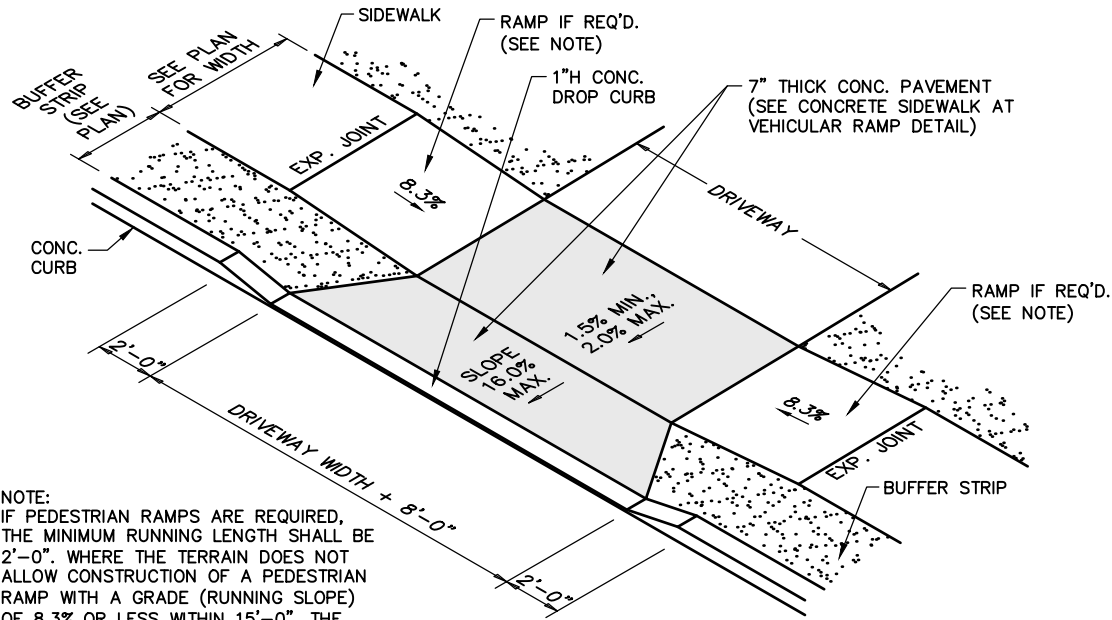 SIDEWALK
RAMP IF REQ'D.
(SEE NOTE)
1"H CONC.
DROP CURB
7" THICK CONC. PAVEMENT
(SEE CONCRETE SIDEWALK AT
VEHICULAR RAMP DETAIL)
SEE PLAN
FOR WIDTH
BUFFER
STRIP
(SEE
PLAN)
EXP. JOINT
8.3%
DRIVEWAY
CONC.
CURB
1.5% MIN.,
2.0% MAX.
SLOPE
16.0%
MAX.
RAMP IF REQ'D.
(SEE NOTE)
8.3%
EXP. JOINT
BUFFER STRIP
2'-0"
DRIVEWAY WIDTH + 8'-0"
2'-0"
NOTE:
IF PEDESTRIAN RAMPS ARE REQUIRED,
THE MINIMUM RUNNING LENGTH SHALL BE
2'-0". WHERE THE TERRAIN DOES NOT
ALLOW CONSTRUCTION OF A PEDESTRIAN
RAMP WITH A GRADE (RUNNING SLOPE)
OF 8.3% OR LESS WITHIN 15'-0", THE